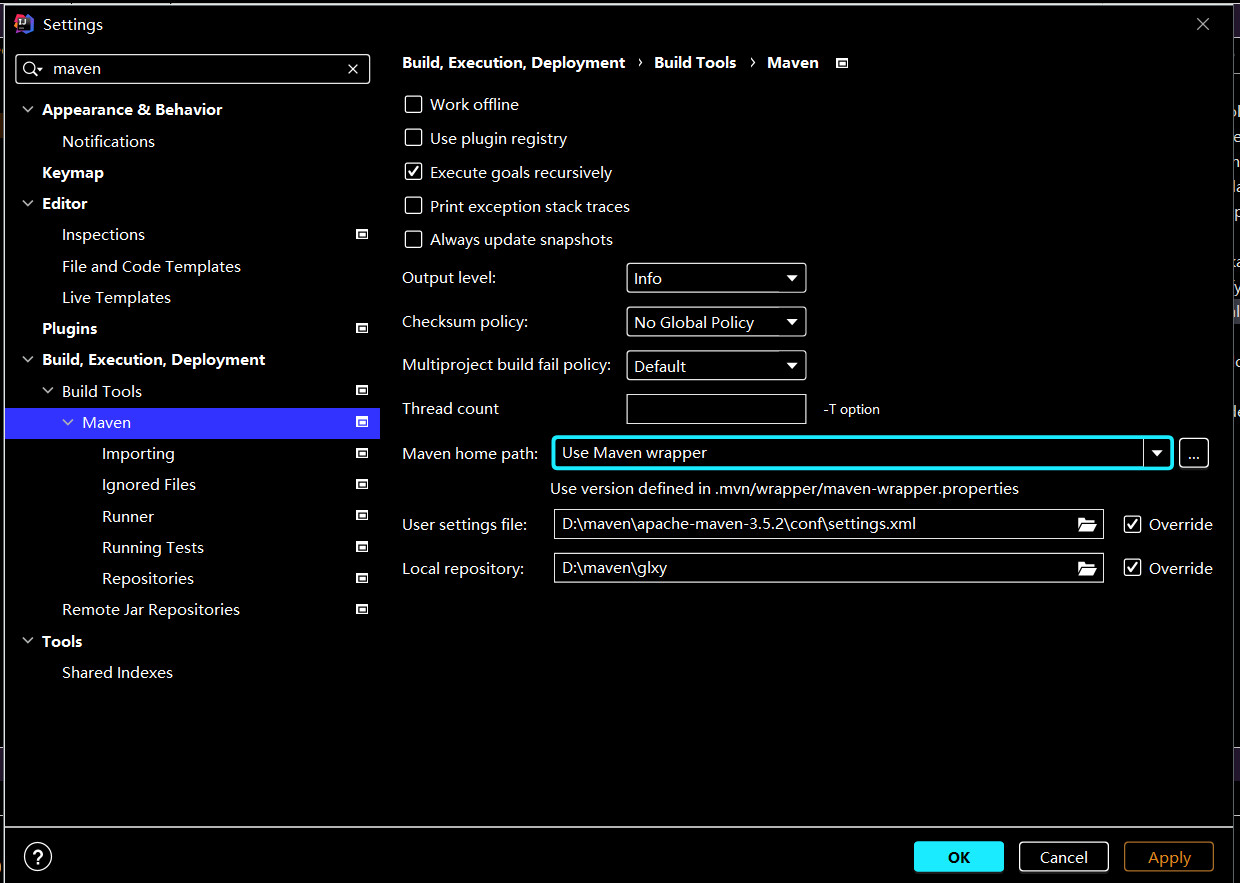 Settings
maven
Appearance & Behavior
Notifications
Keymap
Editor
Inspections
File and Code Templates
Live Templates
Plugins
Build, Execution, Deployment
Build Tools
Maven
Importing
Ignored Files
Runner
Running Tests
Repositories
Remote Jar Repositories
Tools
Shared Indexes
Build, Execution, Deployment › Build Tools › Maven
Work offline
Use plugin registry
Execute goals recursively
Print exception stack traces
Always update snapshots
Output level: Info
Checksum policy: No Global Policy
Multiproject build fail policy: Default
Thread count -T option
Maven home path: Use Maven wrapper ...
Use version defined in .mvn/wrapper/maven-wrapper.properties
User settings file: D:\maven\apache-maven-3.5.2\conf\settings.xml Override
Local repository: D:\maven\glxy Override
? OK Cancel Apply